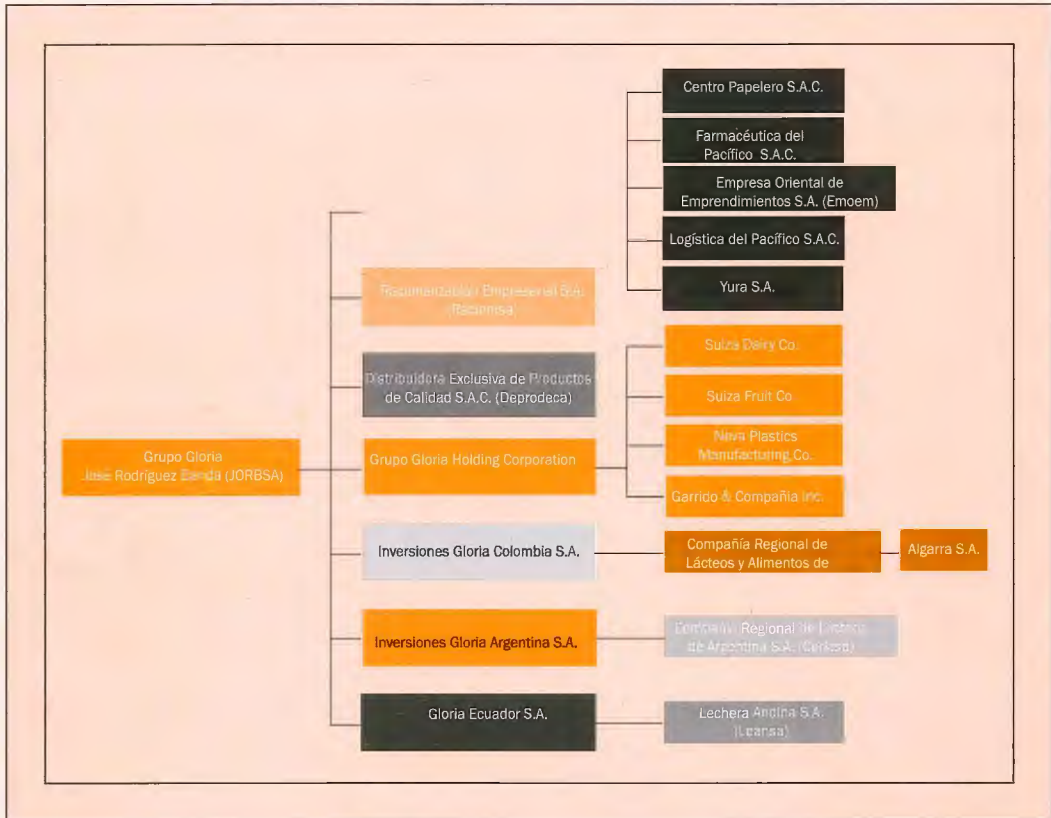 Centro Papelero S.A.C.
Farmacéutica del
Pacífico S.A.C.
Empresa Oriental de
Emprendimientos S.A. (Emoem)
Logística del Pacífico S.A.C.
Yura S.A.
Racionalización Empresarial S.A.
(Racionisa)
Distribuidora Exclusiva de Productos
de Calidad S.A.C. (Deprodeca)
Suiza Dairy Co.
Suiza Fruit Co.
Neva Plastics
Manufacturing Co.
Garrido & Compañia Inc.
Grupo Gloria
José Rodríguez Banda (JORBSA)
Grupo Gloria Holding Corporation
Inversiones Gloria Colombia S.A.
Compañía Regional de
Lácteos y Alimentos de
Algarra S.A.
Inversiones Gloria Argentina S.A.
Compañía Regional de Lácteos
de Argentina S.A. (Corlasa)
Gloria Ecuador S.A.
Lechera Andina S.A.
(Leansa)